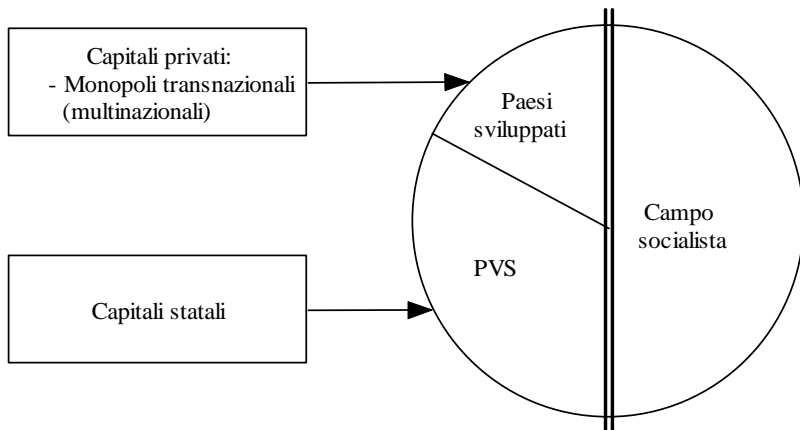 Capitali privati:
- Monopoli transnazionali
(multinazionali)
Paesi
sviluppati
Campo
socialista
PVS
Capitali statali